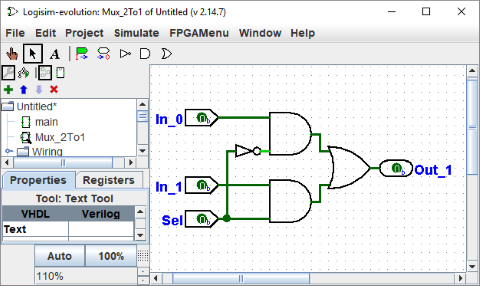 Logisim-evolution: Mux_2To1 of Untitled (v 2.14.7)
File Edit Project Simulate FPGAMenu Window Help
A
Untitled*
main
Mux_2To1
Wiring
Properties Registers
Tool: Text Tool
VHDL Verilog
Text
Auto 100%
110%
In_0
In_1
Sel
Out_1